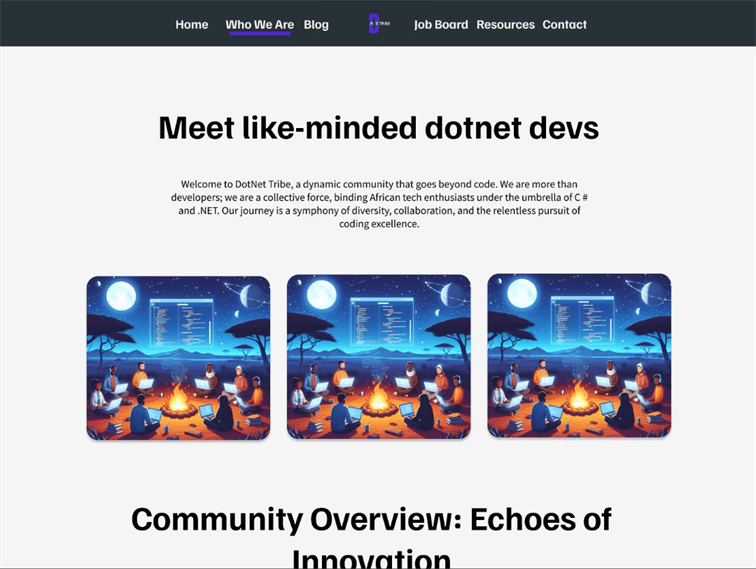 Home Who We Are Blog Job Board Resources Contact
Meet like-minded dotnet devs
Welcome to DotNet Tribe, a dynamic community that goes beyond code. We are more than
developers; we are a collective force, binding African tech enthusiasts under the umbrella of C #
and .NET. Our journey is a symphony of diversity, collaboration, and the relentless pursuit of
coding excellence.
Community Overview: Echoes of
Innovation